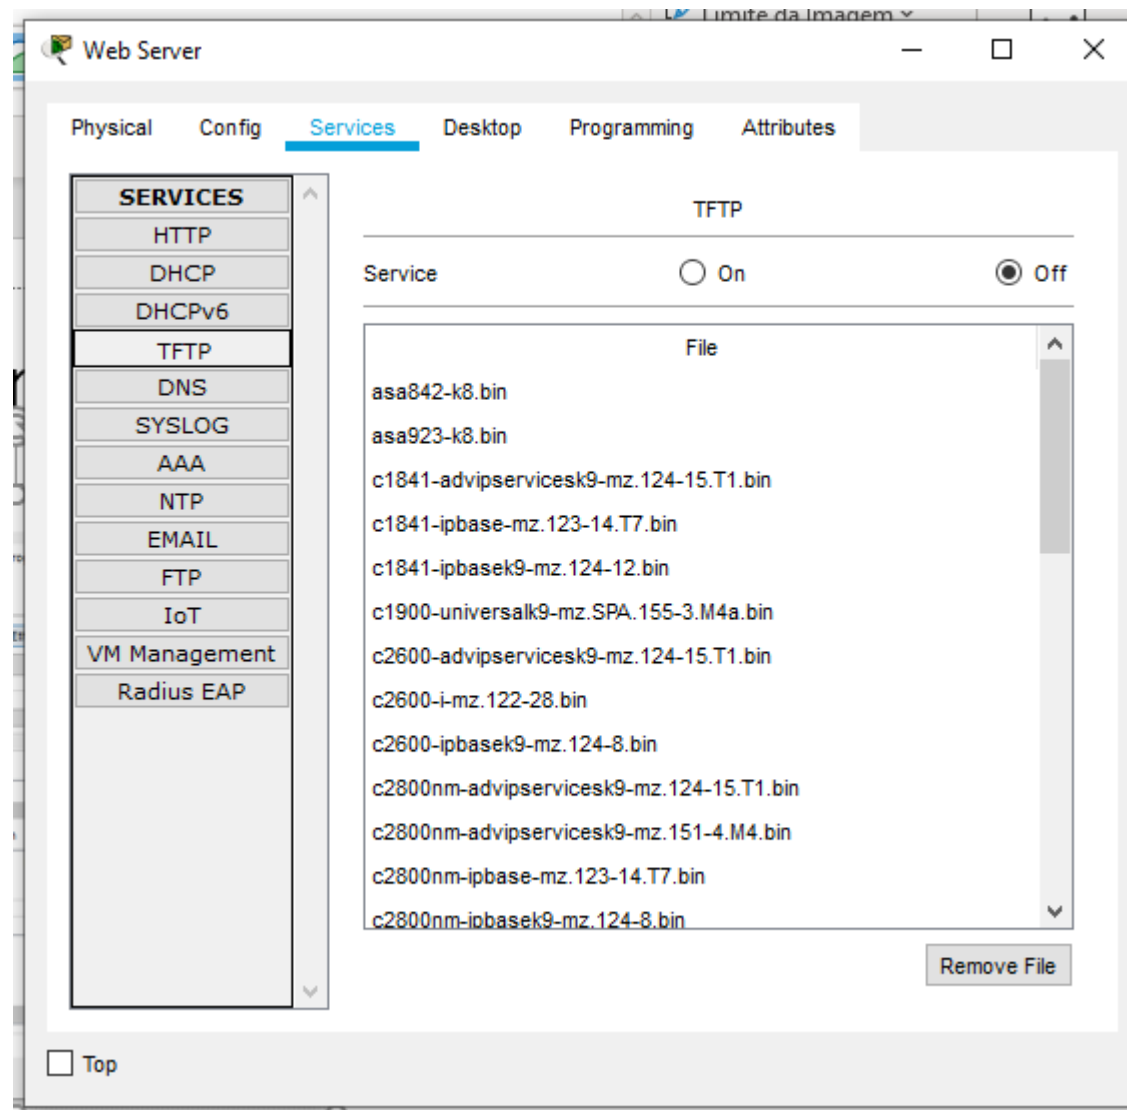 Limite da Imagem
Web Server
Physical Config Services Desktop Programming Attributes
SERVICES
HTTP
DHCP
DHCPv6
TFTP
DNS
SYSLOG
AAA
NTP
EMAIL
FTP
IoT
VM Management
Radius EAP
TFTP
Service On Off
File
asa842-k8.bin
asa923-k8.bin
c1841-advipservicesk9-mz.124-15.T1.bin
c1841-ipbase-mz.123-14.T7.bin
c1841-ipbasek9-mz.124-12.bin
c1900-universalk9-mz.SPA.155-3.M4a.bin
c2600-advipservicesk9-mz.124-15.T1.bin
c2600-i-mz.122-28.bin
c2600-ipbasek9-mz.124-8.bin
c2800nm-advipservicesk9-mz.124-15.T1.bin
c2800nm-advipservicesk9-mz.151-4.M4.bin
c2800nm-ipbase-mz.123-14.T7.bin
c2800nm-ipbasek9-mz.124-8.bin
Remove File
Top